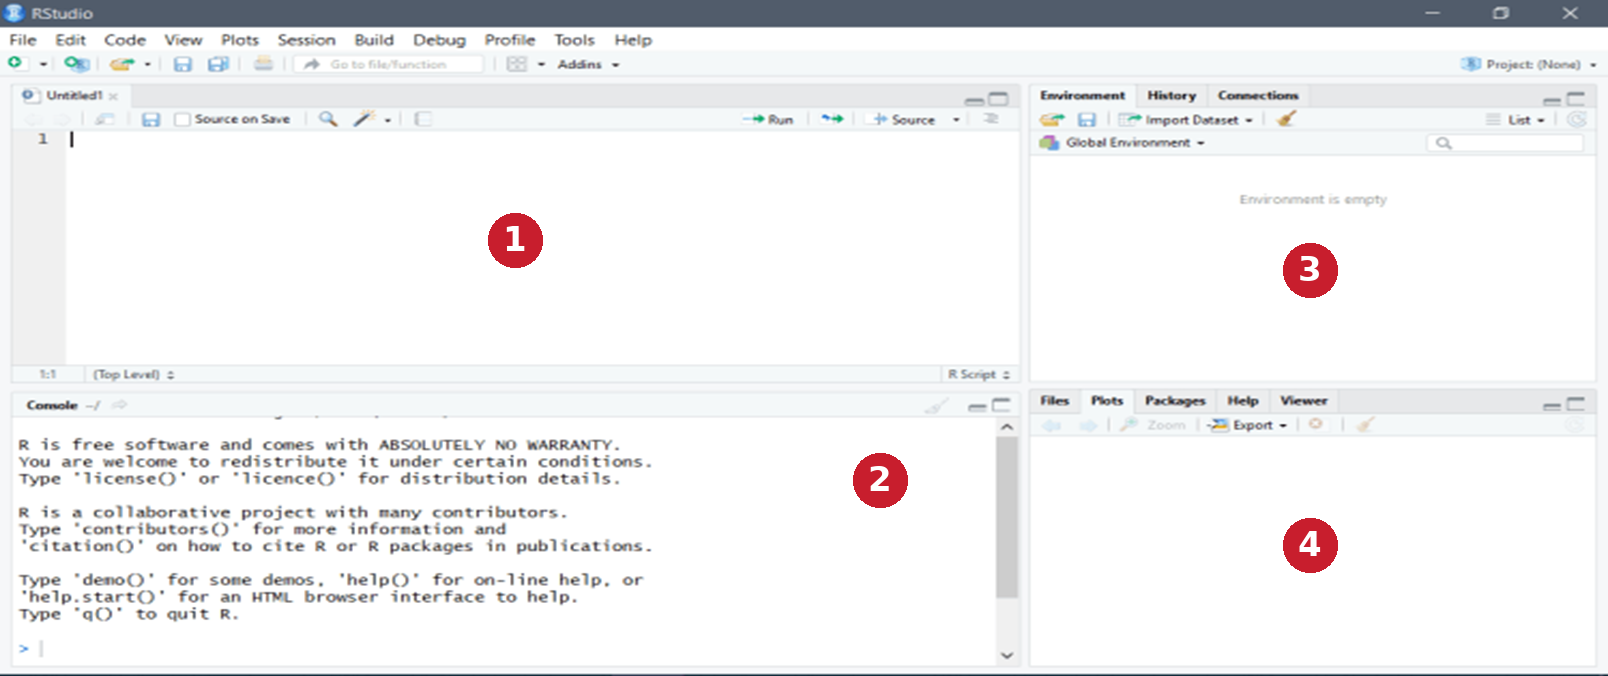 RStudio
File Edit Code View Plots Session Build Debug Profile Tools Help
Go to file/function Addins Project: (None)
Untitled1
Source on Save Run Source
1
1
1:1 (Top Level) R Script
Console ~/
R is free software and comes with ABSOLUTELY NO WARRANTY.
You are welcome to redistribute it under certain conditions.
Type 'license()' or 'licence()' for distribution details.
R is a collaborative project with many contributors.
Type 'contributors()' for more information and
'citation()' on how to cite R or R packages in publications.
Type 'demo()' for some demos, 'help()' for on-line help, or
'help.start()' for an HTML browser interface to help.
Type 'q()' to quit R.
>
2
Environment History Connections
Import Dataset List
Global Environment
Environment is empty
3
Files Plots Packages Help Viewer
Zoom Export
4